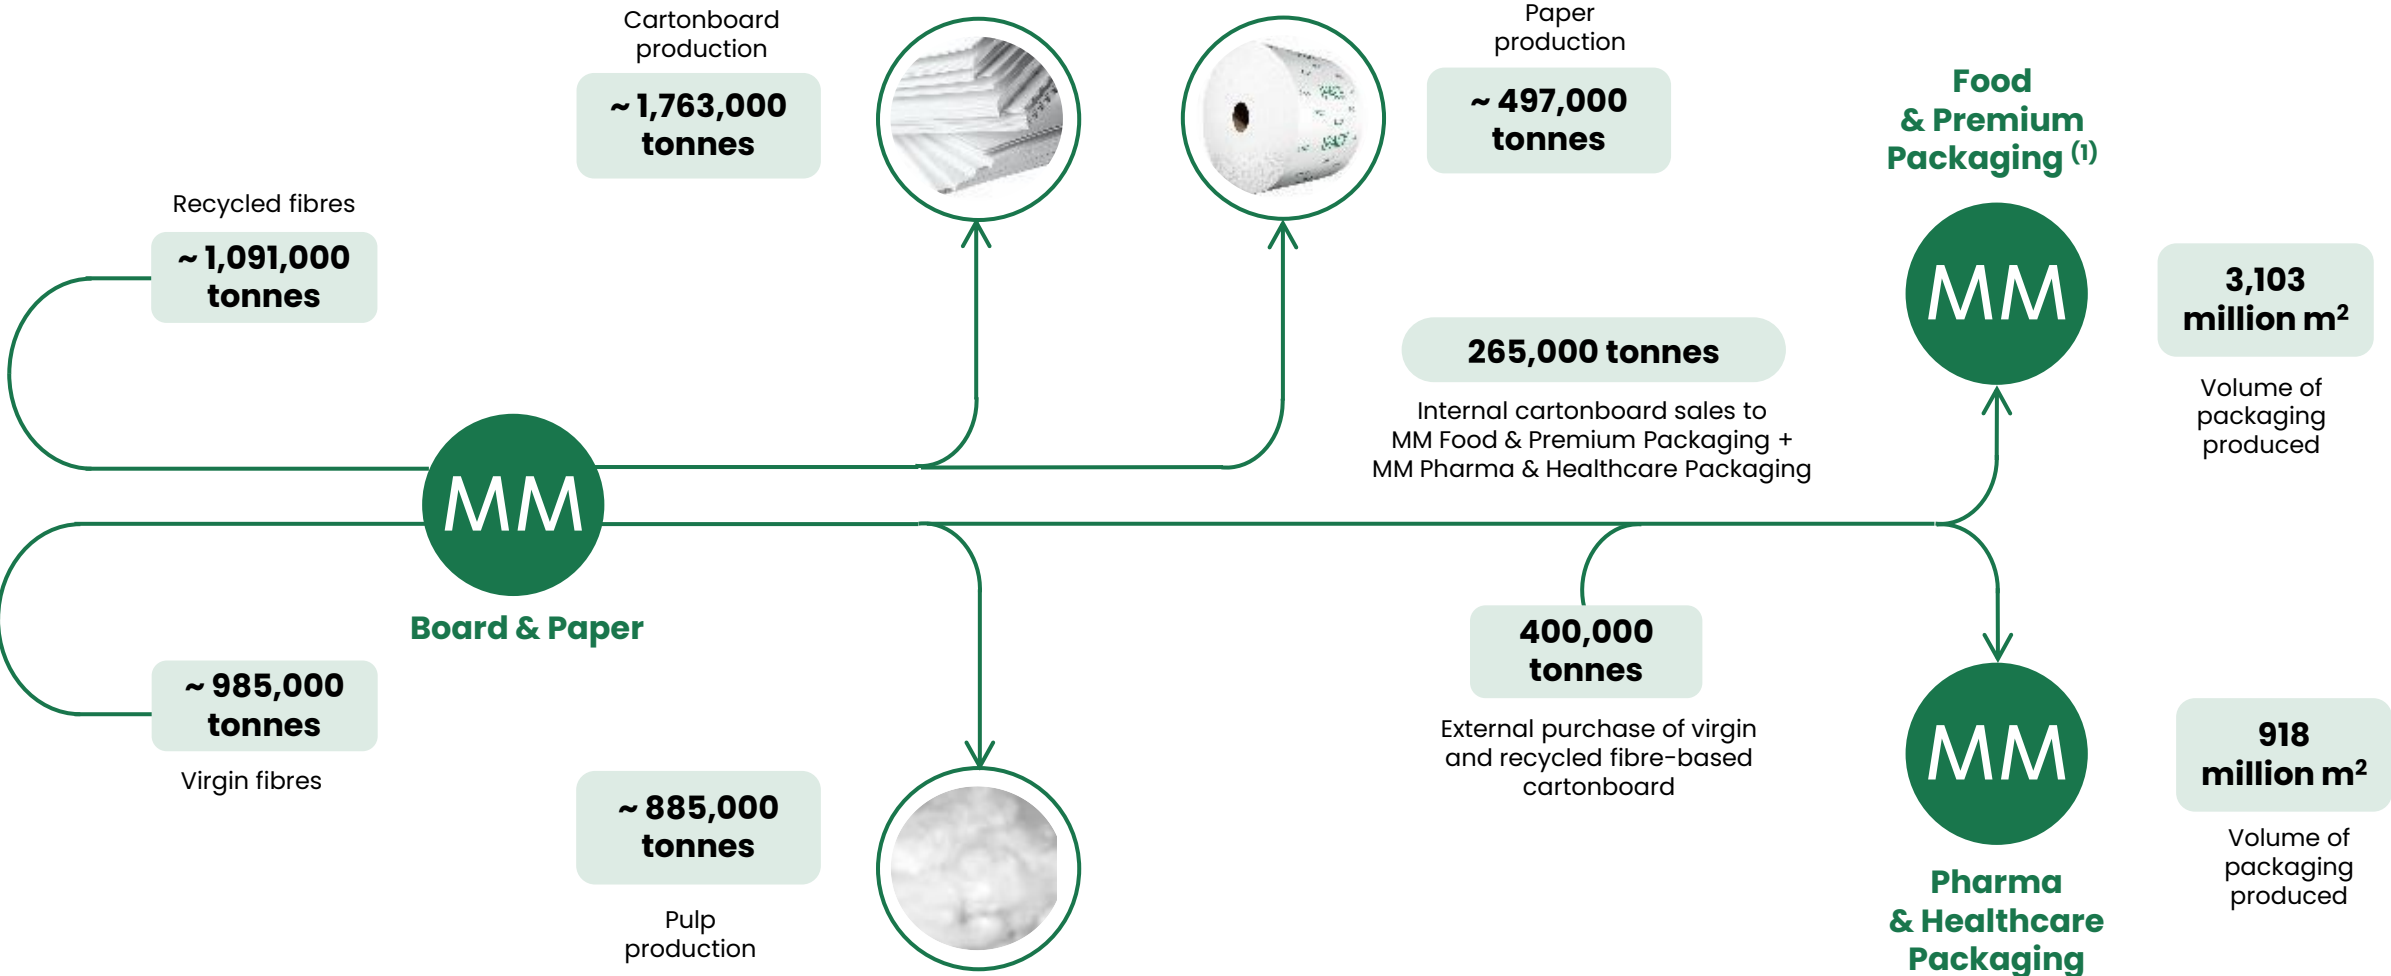 Cartonboard
production
~ 1,763,000
tonnes
Paper
production
~ 497,000
tonnes
Food
& Premium
Packaging (1)
Recycled fibres
~ 1,091,000
tonnes
MM
3,103
million m²
Volume of
packaging
produced
265,000 tonnes
Internal cartonboard sales to
MM Food & Premium Packaging +
MM Pharma & Healthcare Packaging
MM
Board & Paper
~ 985,000
tonnes
Virgin fibres
~ 885,000
tonnes
Pulp
production
400,000
tonnes
External purchase of virgin
and recycled fibre-based
cartonboard
MM
Pharma
& Healthcare
Packaging
918
million m²
Volume of
packaging
produced